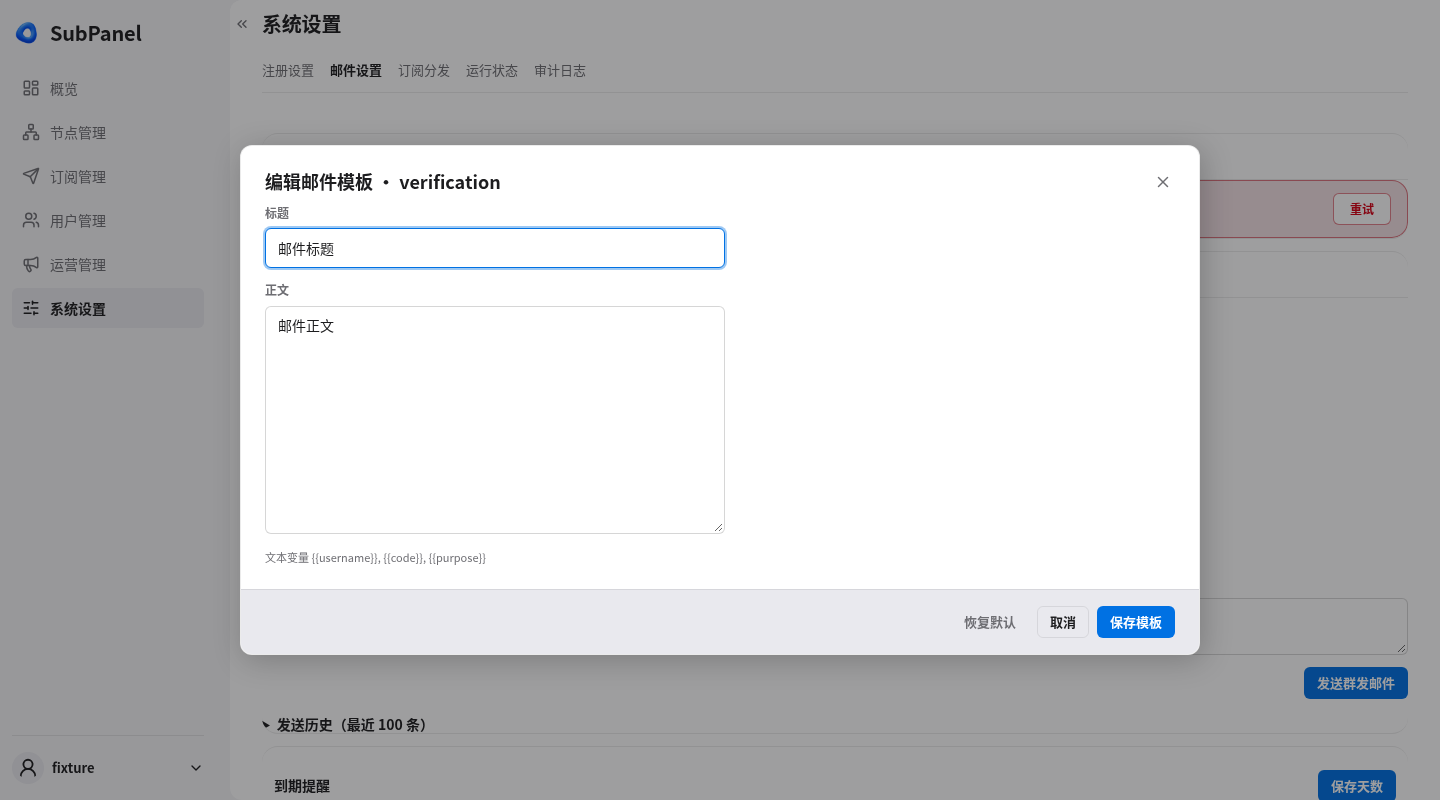 SubPanel
概览
节点管理
订阅管理
用户管理
运营管理
系统设置
fixture
系统设置
注册设置 邮件设置 订阅分发 运行状态 审计日志
重试
编辑邮件模板 · verification
标题
邮件标题
正文
邮件正文
文本变量 {{username}}, {{code}}, {{purpose}}
恢复默认 取消 保存模板
发送群发邮件
发送历史（最近 100 条）
到期提醒
保存天数